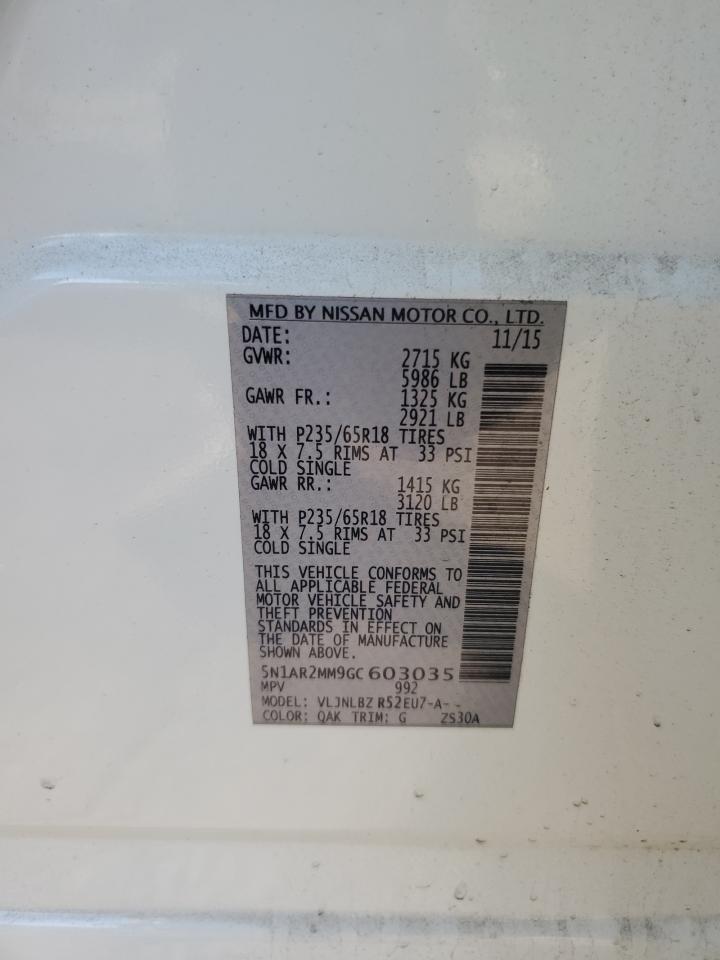 MFD BY NISSAN MOTOR CO., LTD.
DATE: 11/15
GVWR: 2715 KG
5986 LB
GAWR FR.: 1325 KG
2921 LB
WITH P235/65R18 TIRES
18 X 7.5 RIMS AT 33 PSI
COLD SINGLE
GAWR RR.: 1415 KG
3120 LB
WITH P235/65R18 TIRES
18 X 7.5 RIMS AT 33 PSI
COLD SINGLE
THIS VEHICLE CONFORMS TO
ALL APPLICABLE FEDERAL
MOTOR VEHICLE SAFETY AND
THEFT PREVENTION
STANDARDS IN EFFECT ON
THE DATE OF MANUFACTURE
SHOWN ABOVE.
5N1AR2MM9GC603035
MPV 992
MODEL: VLJNLBZ R52EU7-A--
COLOR: QAK TRIM: G ZS30A